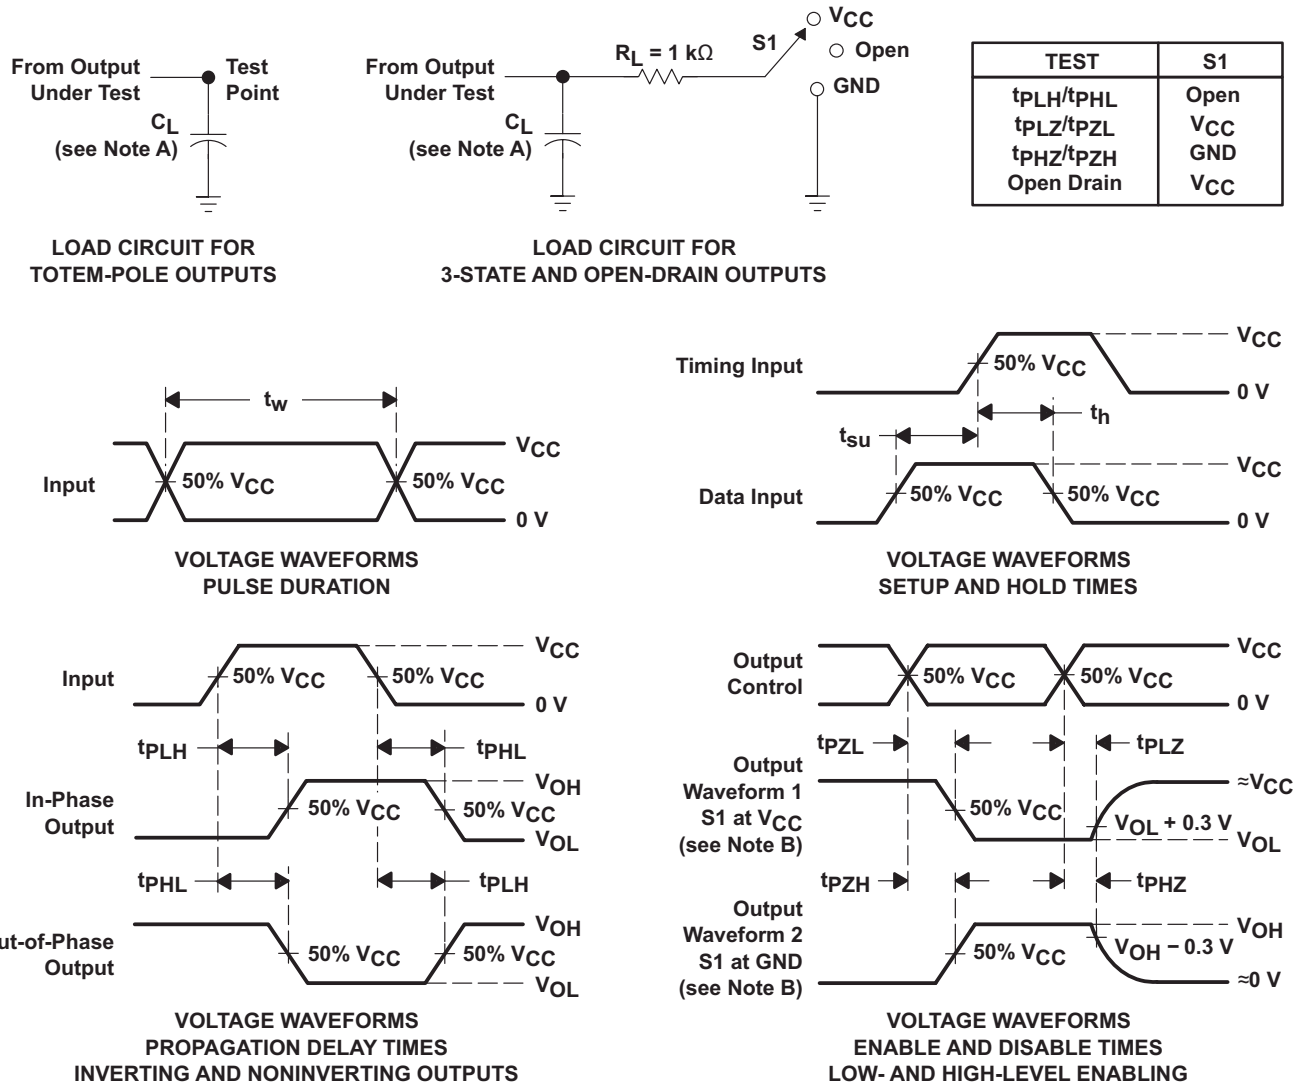 From Output
Under Test
Test
Point
CL
(see Note A)
LOAD CIRCUIT FOR
TOTEM-POLE OUTPUTS
From Output
Under Test
CL
(see Note A)
RL = 1 kΩ
S1
VCC
Open
GND
LOAD CIRCUIT FOR
3-STATE AND OPEN-DRAIN OUTPUTS
TEST S1
tPLH/tPHL Open
tPLZ/tPZL VCC
tPHZ/tPZH GND
Open Drain VCC
tw
Input
50% VCC
50% VCC
VCC
0 V
VOLTAGE WAVEFORMS
PULSE DURATION
Timing Input
50% VCC
VCC
0 V
tsu
th
Data Input
50% VCC
50% VCC
VCC
0 V
VOLTAGE WAVEFORMS
SETUP AND HOLD TIMES
Input
50% VCC
50% VCC
VCC
0 V
tPLH
tPHL
In-Phase
Output
50% VCC
50% VCC
VOH
VOL
tPHL
tPLH
ut-of-Phase
Output
50% VCC
50% VCC
VOH
VOL
VOLTAGE WAVEFORMS
PROPAGATION DELAY TIMES
INVERTING AND NONINVERTING OUTPUTS
Output
Control
50% VCC
50% VCC
VCC
0 V
tPZL
tPLZ
Output
Waveform 1
S1 at VCC
(see Note B)
50% VCC
≈VCC
VOL + 0.3 V
VOL
tPZH
tPHZ
Output
Waveform 2
S1 at GND
(see Note B)
50% VCC
VOH
VOH − 0.3 V
≈0 V
VOLTAGE WAVEFORMS
ENABLE AND DISABLE TIMES
LOW- AND HIGH-LEVEL ENABLING